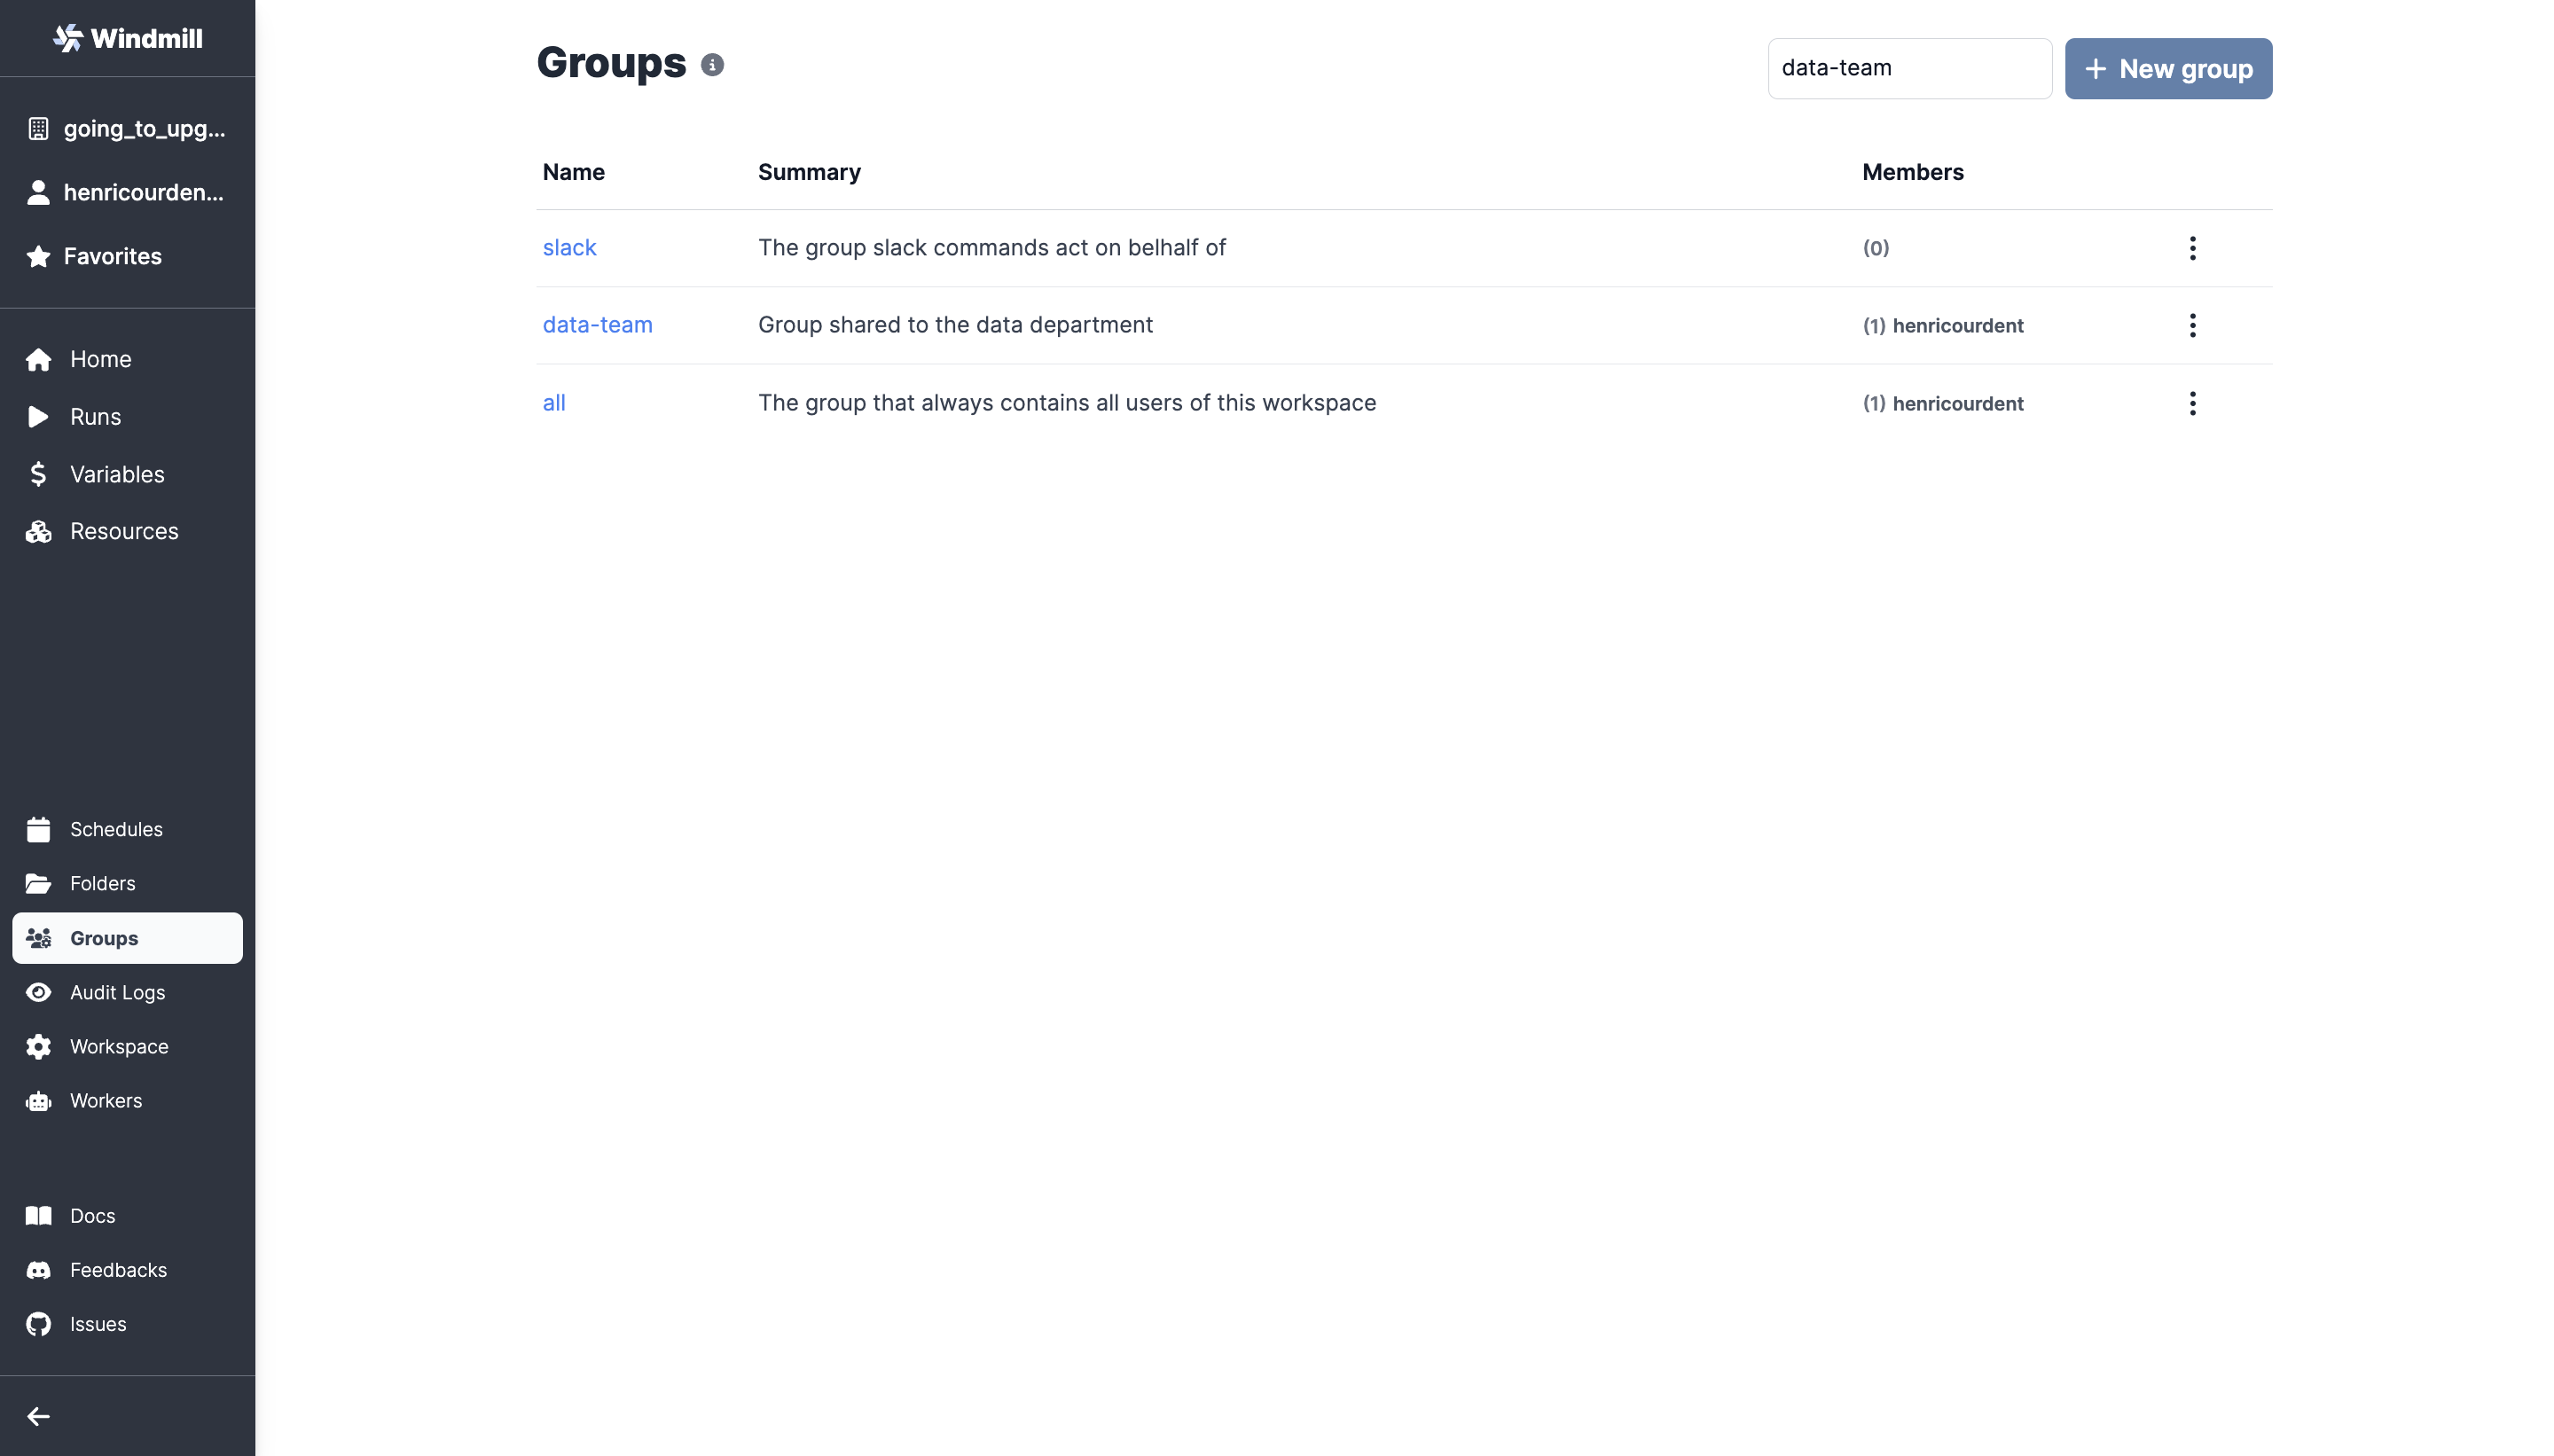 Windmill
going_to_upg...
henricourden...
Favorites
Home
Runs
Variables
Resources
Schedules
Folders
Groups
Audit Logs
Workspace
Workers
Docs
Feedbacks
Issues
Groups
data-team
New group
Name Summary Members
slack The group slack commands act on belhalf of (0)
data-team Group shared to the data department (1) henricourdent
all The group that always contains all users of this workspace (1) henricourdent